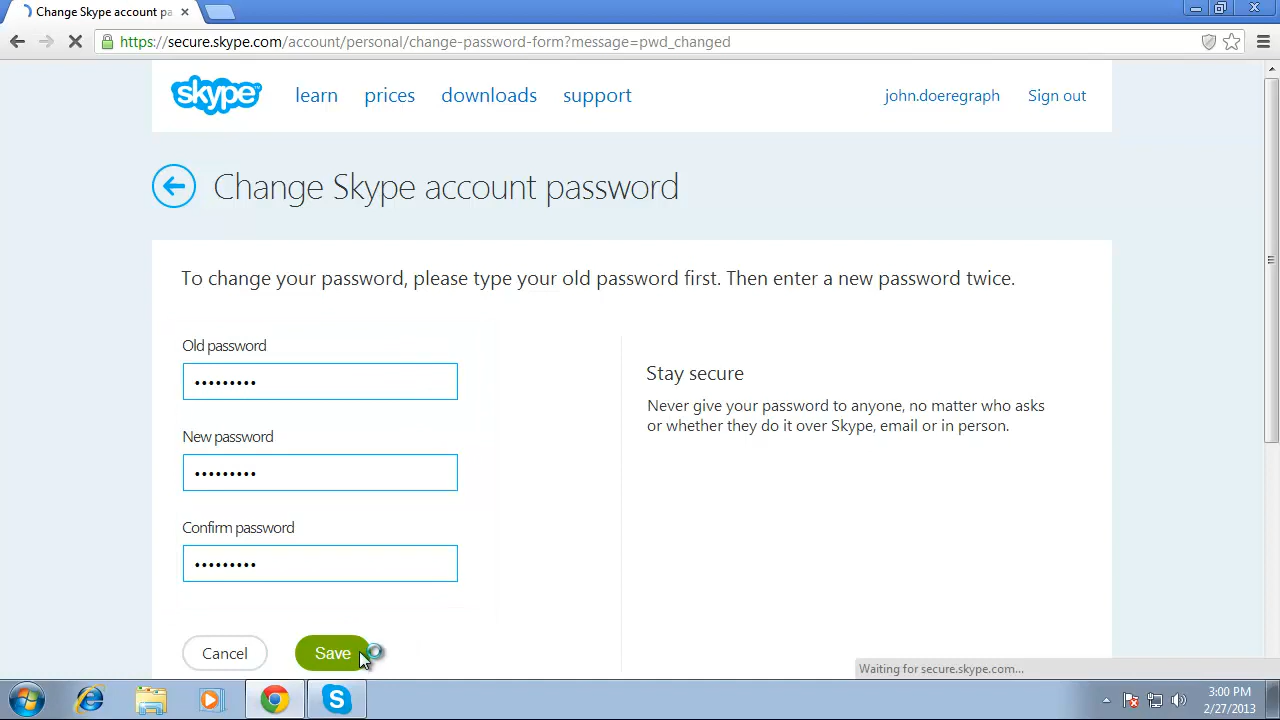 Change Skype account pa
https://secure.skype.com/account/personal/change-password-form?message=pwd_changed
skype™
learn
prices
downloads
support
john.doeregraph
Sign out
Change Skype account password
To change your password, please type your old password first. Then enter a new password twice.
Old password
•••••••••
New password
•••••••••
Confirm password
•••••••••
Stay secure
Never give your password to anyone, no matter who asks
or whether they do it over Skype, email or in person.
Cancel
Save
Waiting for secure.skype.com...
3:00 PM
2/27/2013